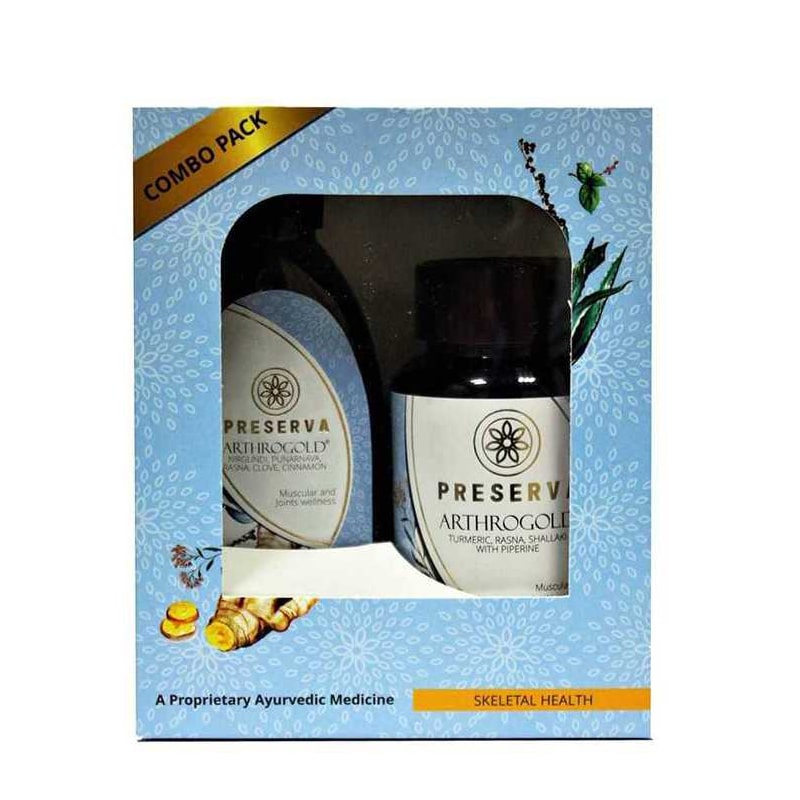 COMBO PACK
PRESERVA
ARTHROGOLD®
NIRGUNDI, PUNARNAVA,
RASNA, CLOVE, CINNAMON
Muscular and
Joints wellness
PRESERVA
ARTHROGOLD
TURMERIC, RASNA, SHALLAKI
WITH PIPERINE
Muscula
A Proprietary Ayurvedic Medicine
SKELETAL HEALTH